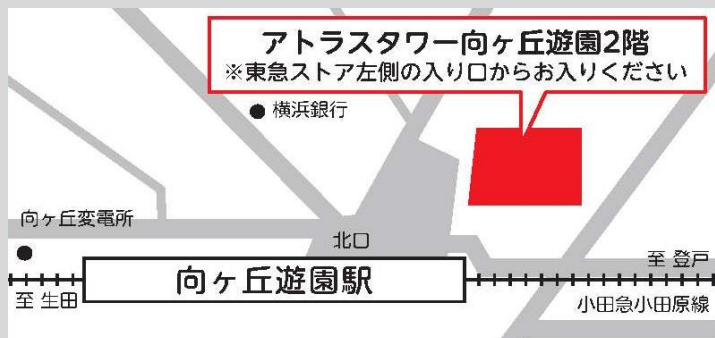 アトラスタワー向ヶ丘遊園2階
※東急ストア左側の入り口からお入りください
横浜銀行
向ヶ丘変電所
北口
至 登戸
向ヶ丘遊園駅
至 生田
小田急小田原線